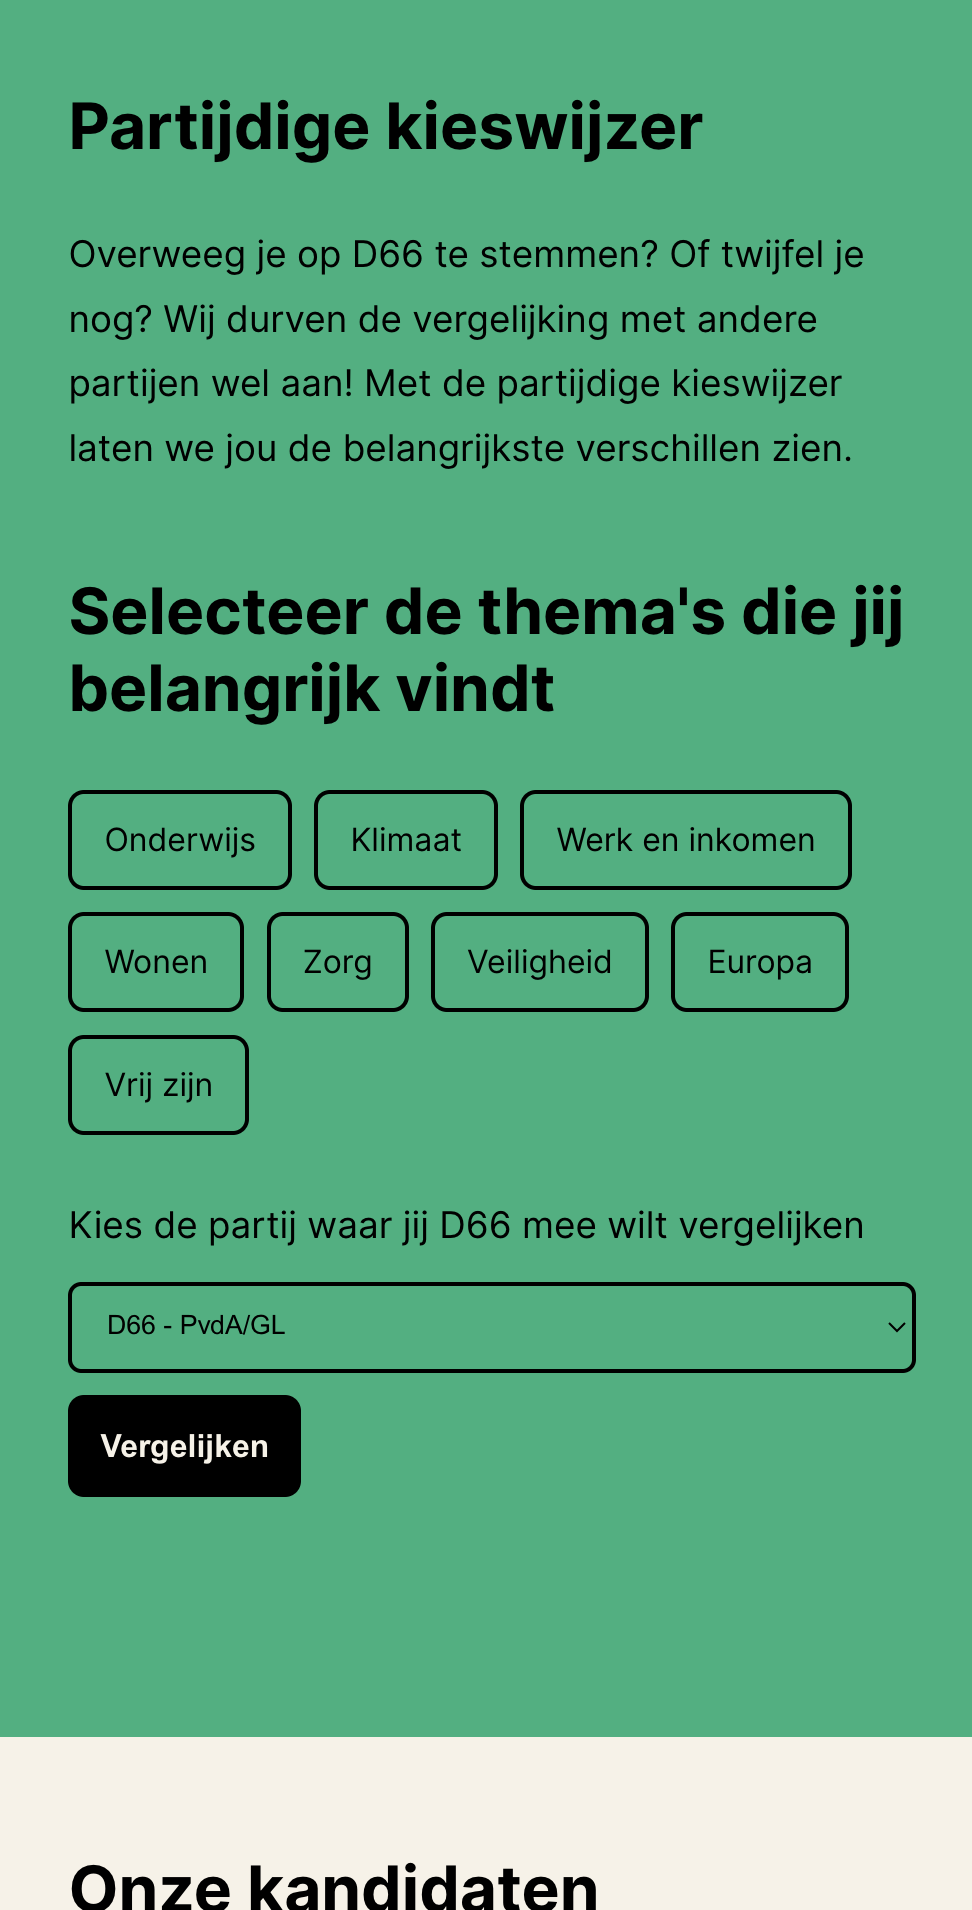 Partijdige kieswijzer
Overweeg je op D66 te stemmen? Of twijfel je
nog? Wij durven de vergelijking met andere
partijen wel aan! Met de partijdige kieswijzer
laten we jou de belangrijkste verschillen zien.
Selecteer de thema's die jij
belangrijk vindt
Onderwijs Klimaat Werk en inkomen
Wonen Zorg Veiligheid Europa
Vrij zijn
Kies de partij waar jij D66 mee wilt vergelijken
D66 - PvdA/GL
Vergelijken
Onze kandidaten